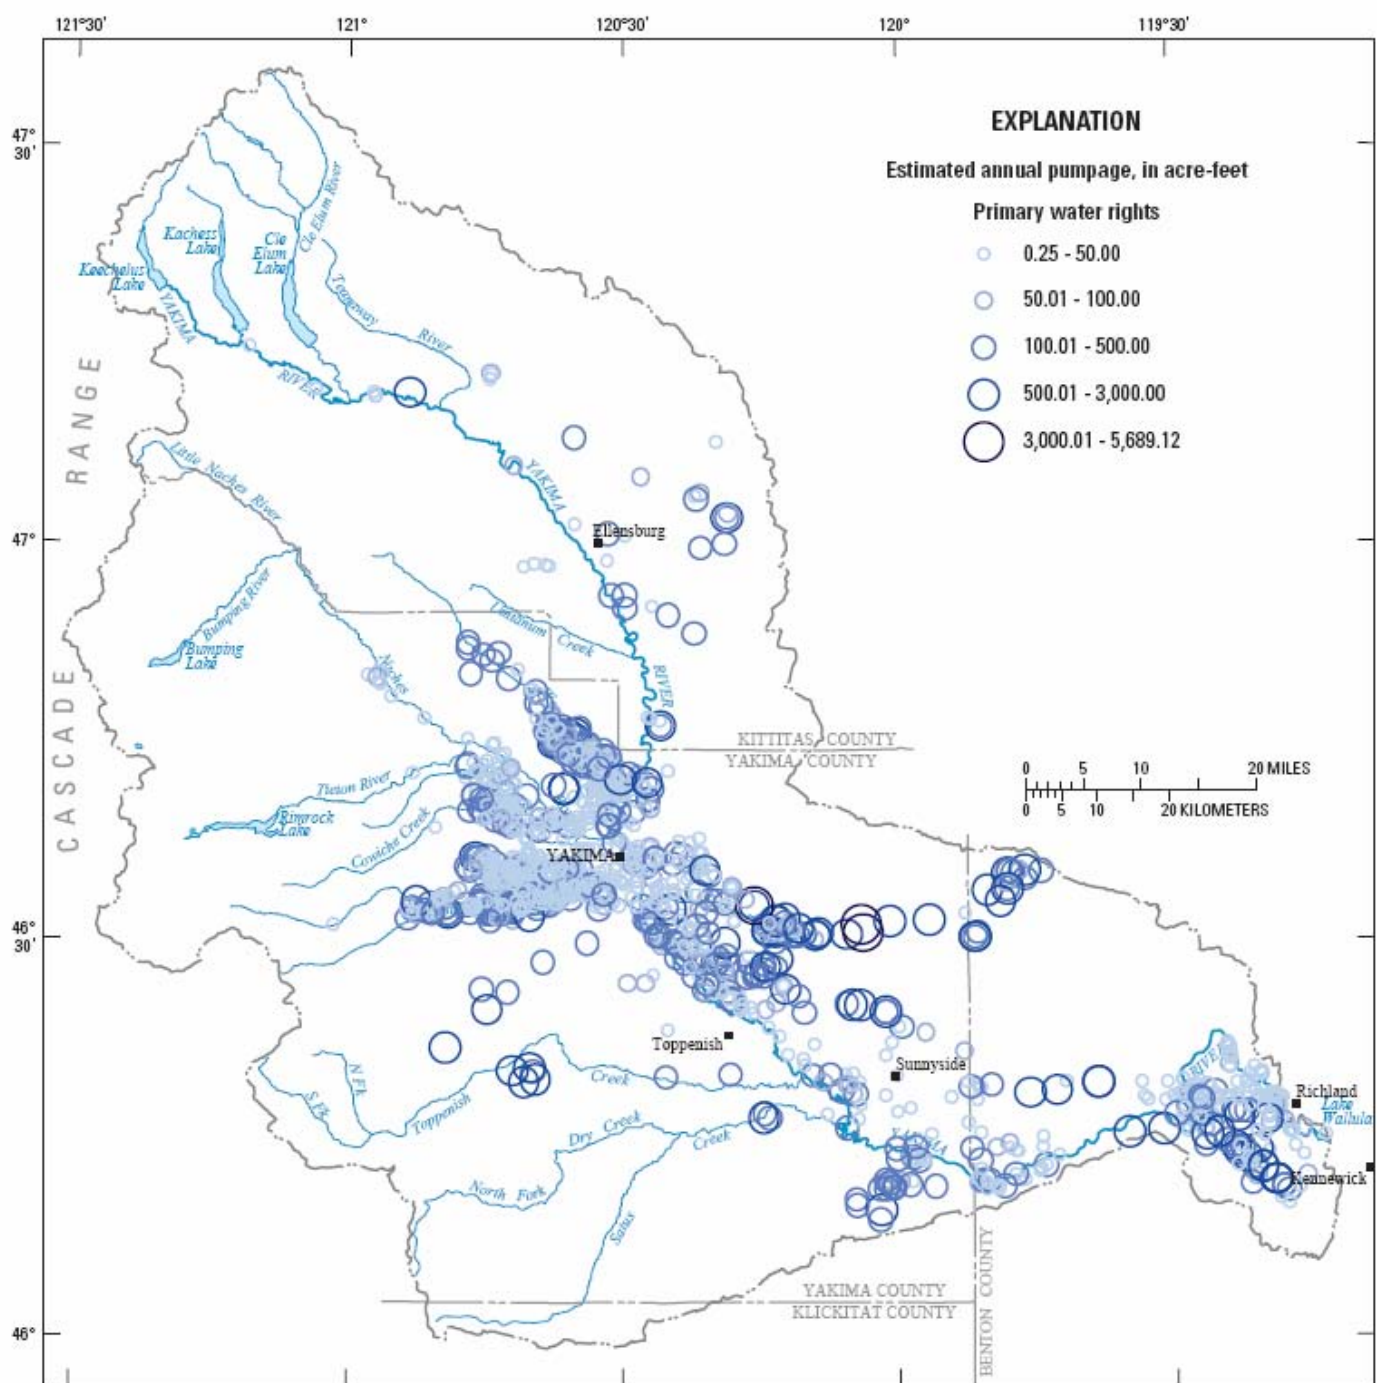 121°30'
121°
120°30'
120°
119°30'
47°
30'
47°
46°
30'
46°
EXPLANATION
Estimated annual pumpage, in acre-feet
Primary water rights
0.25 - 50.00
50.01 - 100.00
100.01 - 500.00
500.01 - 3,000.00
3,000.01 - 5,689.12
Kachess
Lake
Cle
Elum
Lake
Cle Elum River
Keechelus
Lake
YAKIMA
RIVER
Teanaway
River
CASCADE RANGE
Little Naches River
YAKIMA
Ellensburg
Bumping River
Bumping
Lake
Umtanum Creek
Naches
RIVER
KITTITAS COUNTY
YAKIMA COUNTY
0 5 10 20 MILES
0 5 10 20 KILOMETERS
Tieton River
Rimrock
Lake
Cowiche Creek
YAKIMA
Toppenish
Sunnyside
N Fk
S Fk
Toppenish
Creek
Dry Creek
Creek
North Fork
Satus
YAKIMA
RIVER
Richland
Lake
Wallula
Kennewick
YAKIMA COUNTY
KLICKITAT COUNTY
BENTON COUNTY